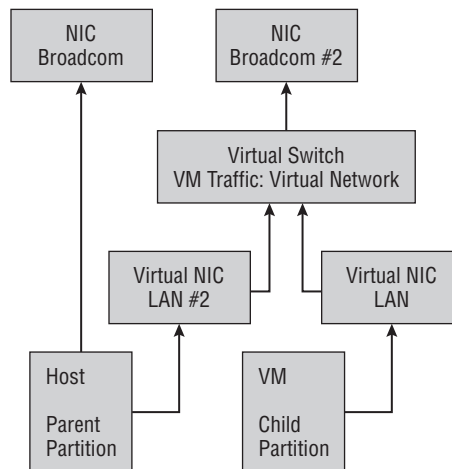 NIC
Broadcom
NIC
Broadcom #2
Virtual Switch
VM Traffic: Virtual Network
Virtual NIC
LAN #2
Virtual NIC
LAN
Host
Parent
Partition
VM
Child
Partition